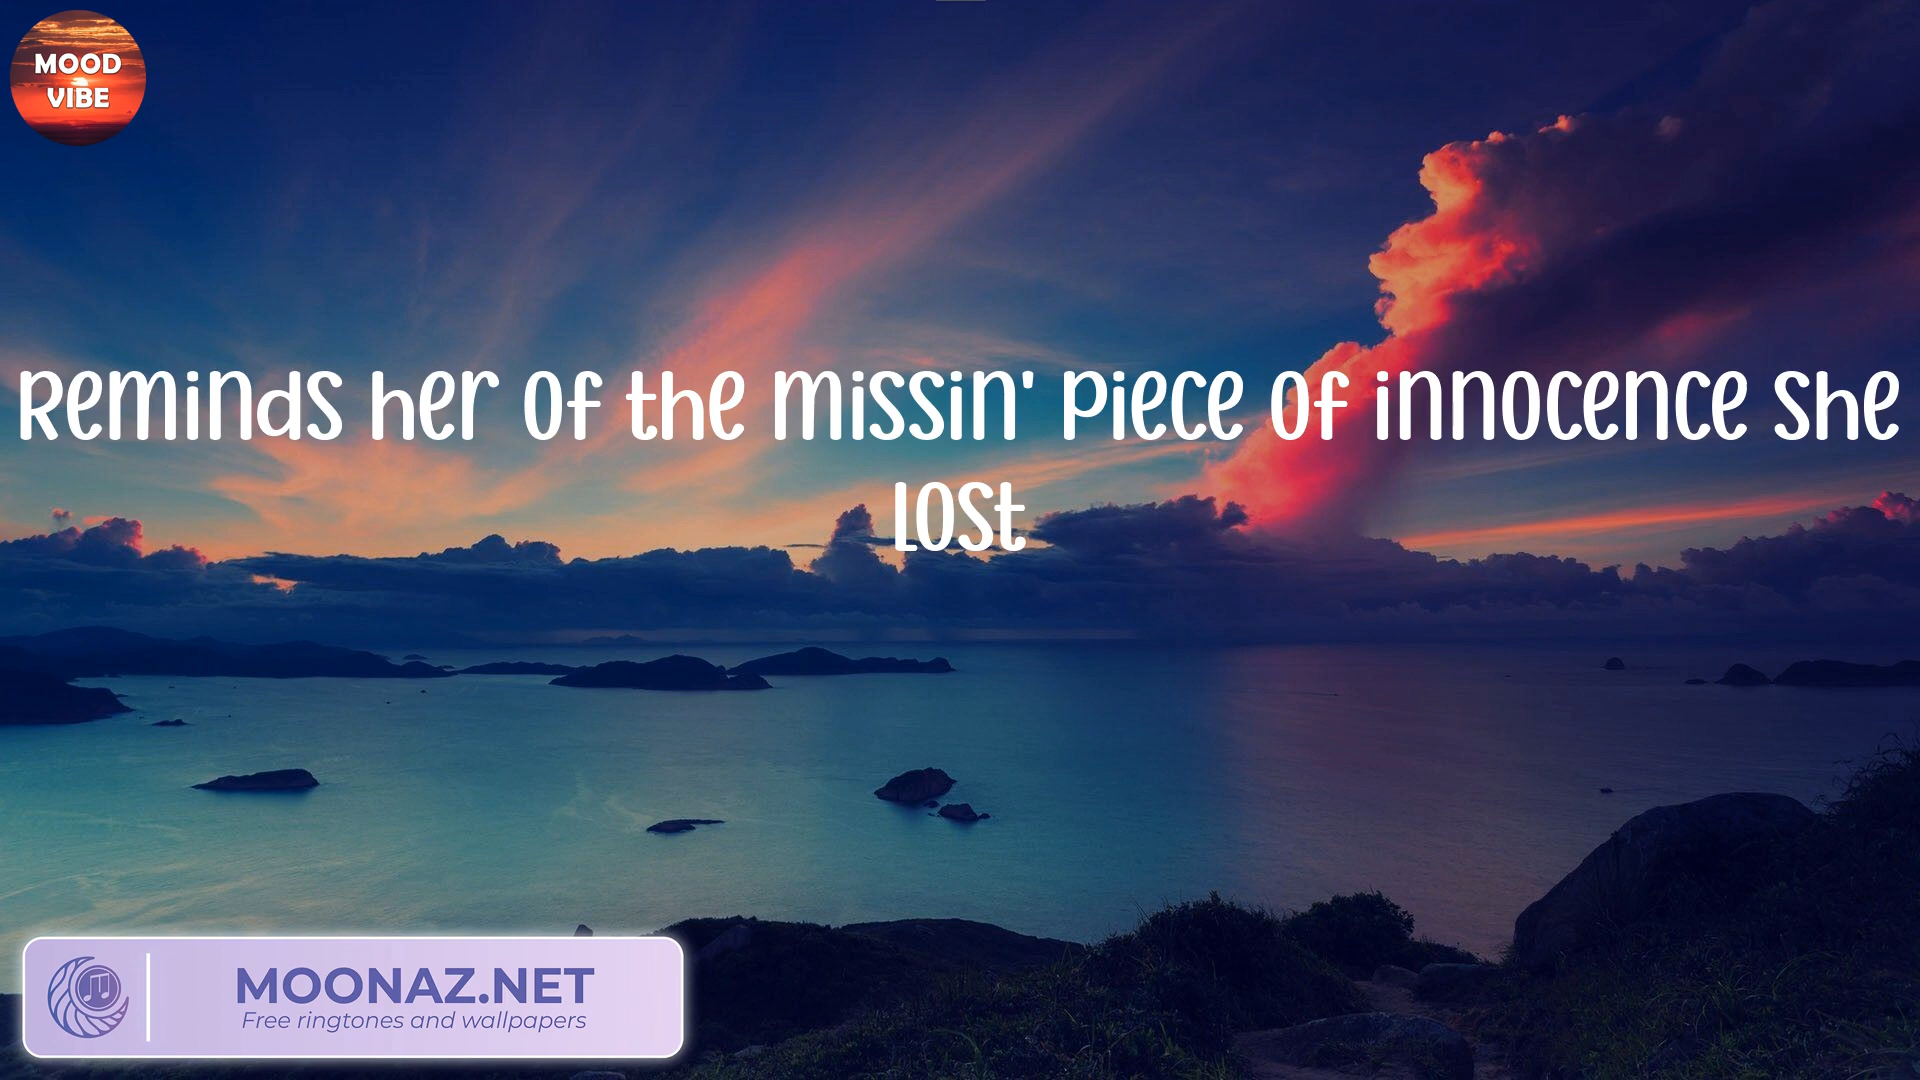 MOOD
VIBE
Reminds her of the missin' piece of innocence she
lost
MOONAZ.NET
Free ringtones and wallpapers